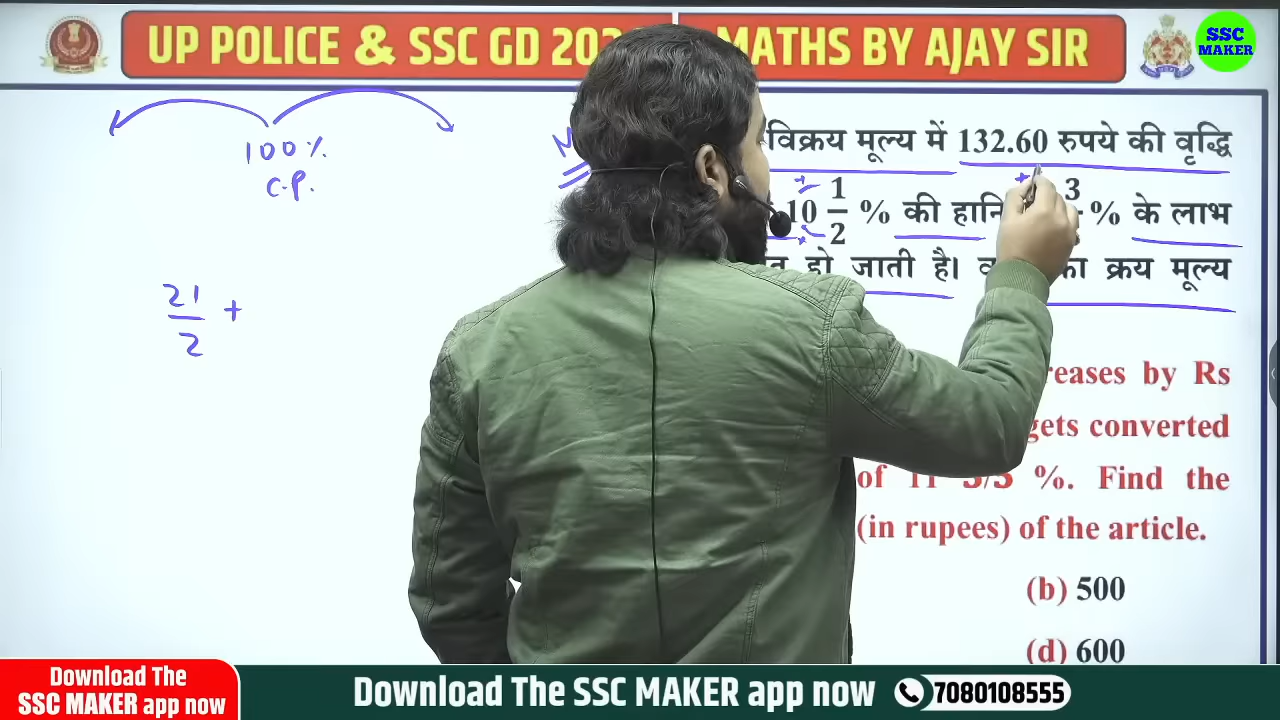 UP POLICE & SSC GD MATHS BY AJAY SIR
SSC
MAKER
100%
C.P.
विक्रय मूल्य में 132.60 रुपये की वृद्धि
10 1/2 % की हानि 3 % के लाभ
हो जाती है। क्रय मूल्य
21/2 +
by Rs
gets converted
of 11 3/5 %. Find the
(in rupees) of the article.
(b) 500
(d) 600
Download The
SSC MAKER app now
Download The SSC MAKER app now 7080108555